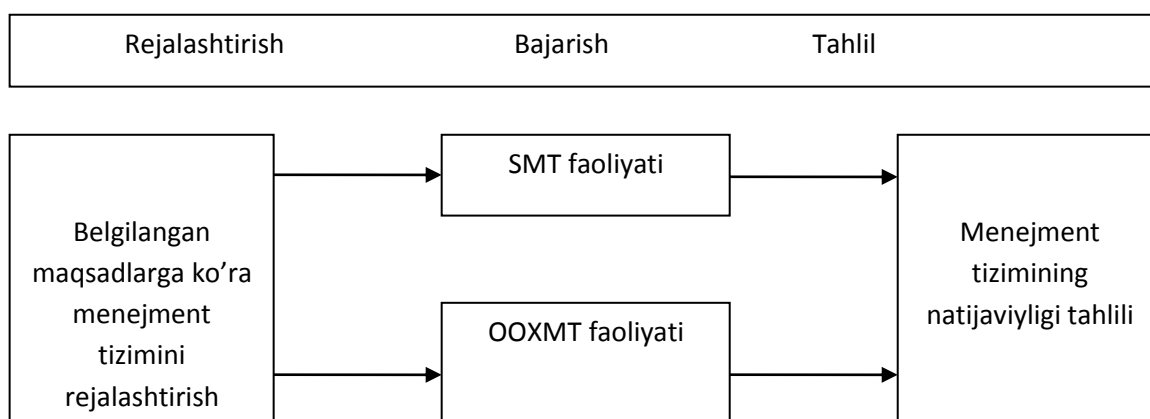 Rejalashtirish Bajarish Tahlil
SMT faoliyati
Belgilangan
maqsadlarga ko’ra
menejment
tizimini
rejalashtirish
OOXMT faoliyati
Menejment
tizimining
natijaviyligi tahlili